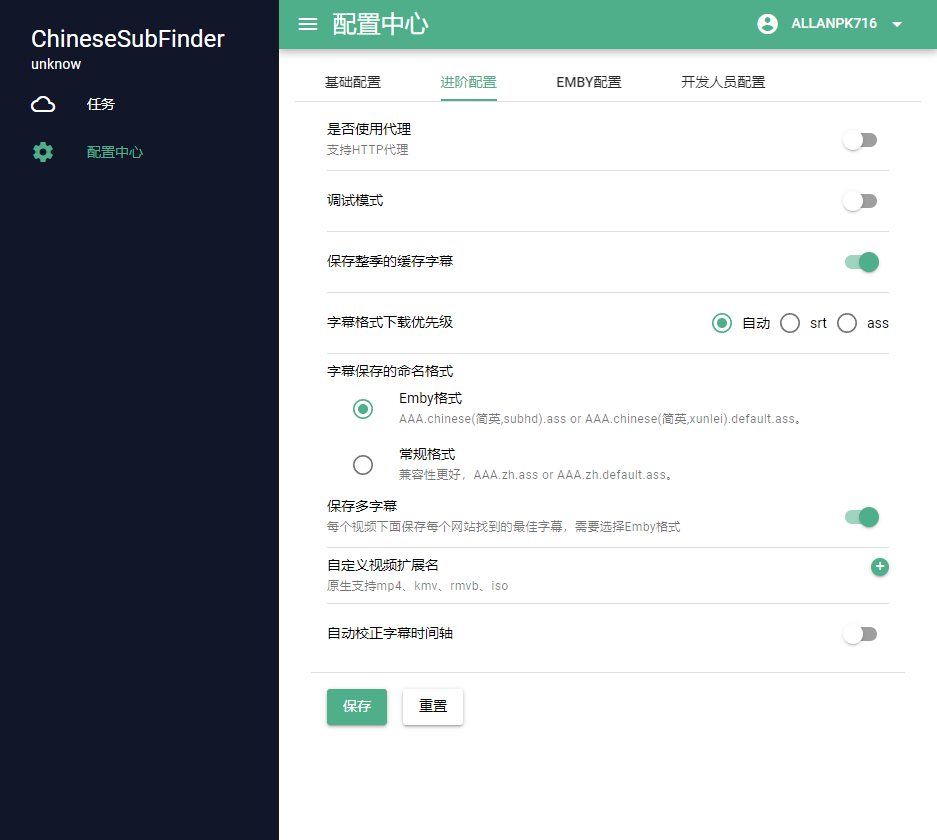 ChineseSubFinder
unknow
任务
配置中心
配置中心
ALLANPK716
基础配置
进阶配置
EMBY配置
开发人员配置
是否使用代理
支持HTTP代理
调试模式
保存整季的缓存字幕
字幕格式下载优先级
自动 srt ass
字幕保存的命名格式
Emby格式
AAA.chinese(简英,subhd).ass or AAA.chinese(简英,xunlei).default.ass。
常规格式
兼容性更好，AAA.zh.ass or AAA.zh.default.ass。
保存多字幕
每个视频下面保存每个网站找到的最佳字幕，需要选择Emby格式
自定义视频扩展名
原生支持mp4、kmv、rmvb、iso
自动校正字幕时间轴
保存
重置